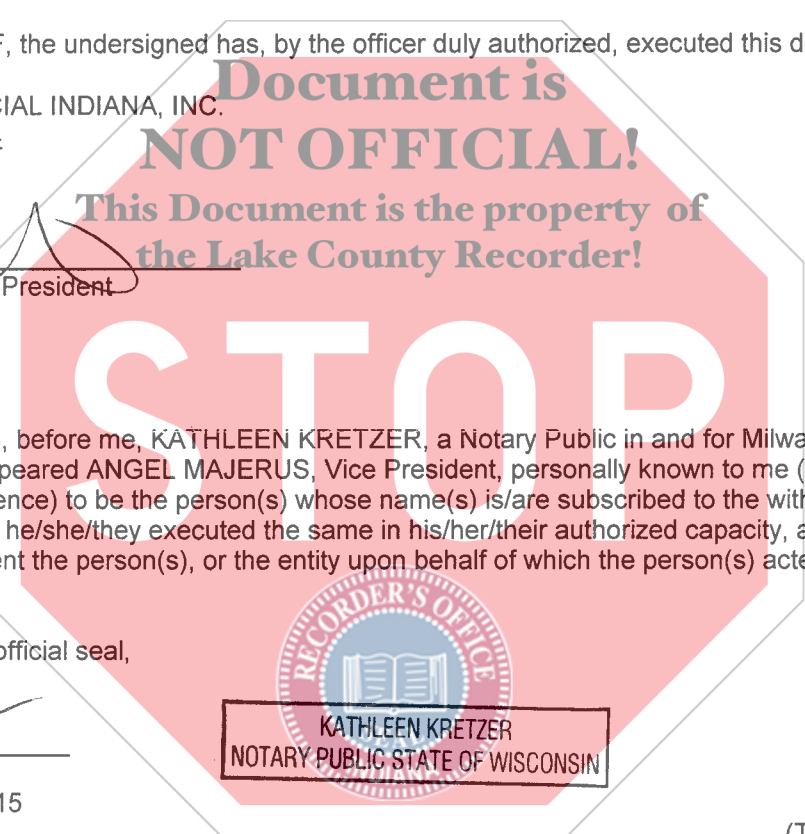 F, the undersigned has, by the officer duly authorized, executed this d
Document is
CIAL INDIANA, INC.
NOT OFFICIAL!
This Document is the property of
the Lake County Recorder!
President
STOP
, before me, KATHLEEN KRETZER, a Notary Public in and for Milwa
peared ANGEL MAJERUS, Vice President, personally known to me (
ence) to be the person(s) whose name(s) is/are subscribed to the with
he/she/they executed the same in his/her/their authorized capacity, a
ent the person(s), or the entity upon behalf of which the person(s) acte
RECORDER'S OFFICE
official seal,
SEAL
KATHLEEN KRETZER
NOTARY PUBLIC STATE OF WISCONSIN
INDIANA
15
(T